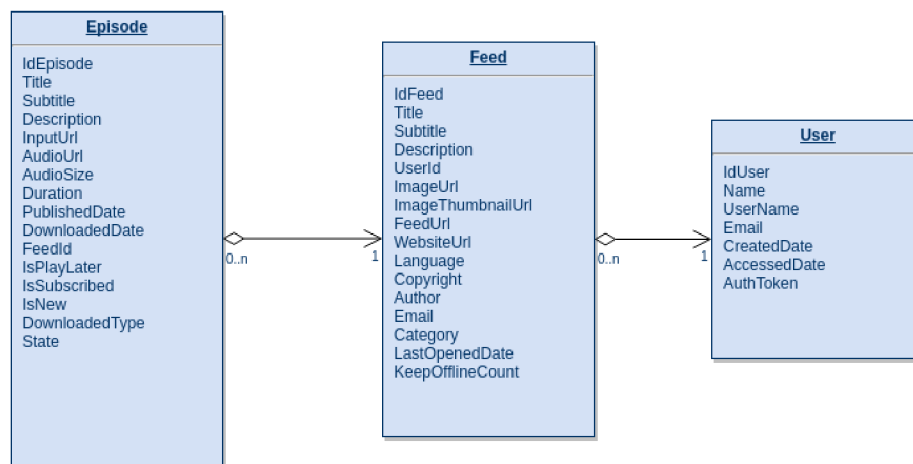 Episode
IdEpisode
Title
Subtitle
Description
InputUrl
AudioUrl
AudioSize
Duration
PublishedDate
DownloadedDate
FeedId
IsPlayLater
IsSubscribed
IsNew
DownloadedType
State
0..n
1
Feed
IdFeed
Title
Subtitle
Description
UserId
ImageUrl
ImageThumbnailUrl
FeedUrl
WebsiteUrl
Language
Copyright
Author
Email
Category
LastOpenedDate
KeepOfflineCount
0..n
1
User
IdUser
Name
UserName
Email
CreatedDate
AccessedDate
AuthToken